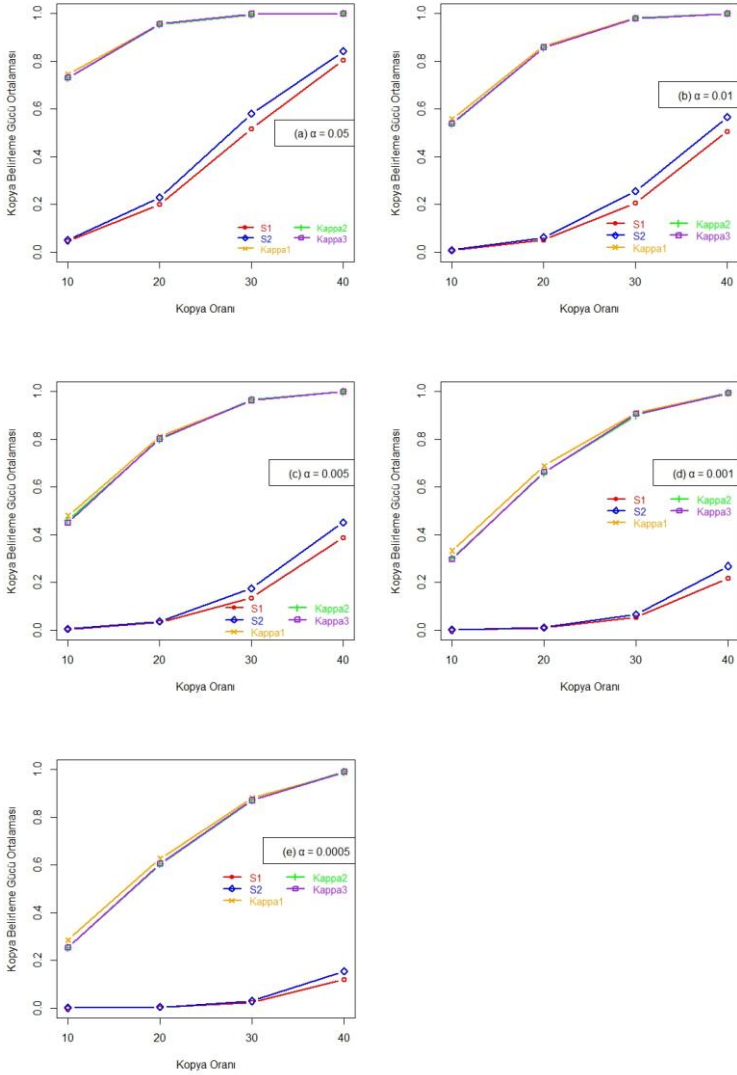 Kopya Belirleme Gücü Ortalaması
1.0
0.8
0.6
0.4
0.2
0.0
(a) α = 0.05
S1
S2
Kappa1
Kappa2
Kappa3
10 20 30 40
Kopya Oranı
Kopya Belirleme Gücü Ortalaması
1.0
0.8
0.6
0.4
0.2
0.0
(b) α = 0.01
S1
S2
Kappa1
Kappa2
Kappa3
10 20 30 40
Kopya Oranı
Kopya Belirleme Gücü Ortalaması
1.0
0.8
0.6
0.4
0.2
0.0
(c) α = 0.005
S1
S2
Kappa1
Kappa2
Kappa3
10 20 30 40
Kopya Oranı
Kopya Belirleme Gücü Ortalaması
1.0
0.8
0.6
0.4
0.2
0.0
(d) α = 0.001
S1
S2
Kappa1
Kappa2
Kappa3
10 20 30 40
Kopya Oranı
Kopya Belirleme Gücü Ortalaması
1.0
0.8
0.6
0.4
0.2
0.0
(e) α = 0.0005
S1
S2
Kappa1
Kappa2
Kappa3
10 20 30 40
Kopya Oranı